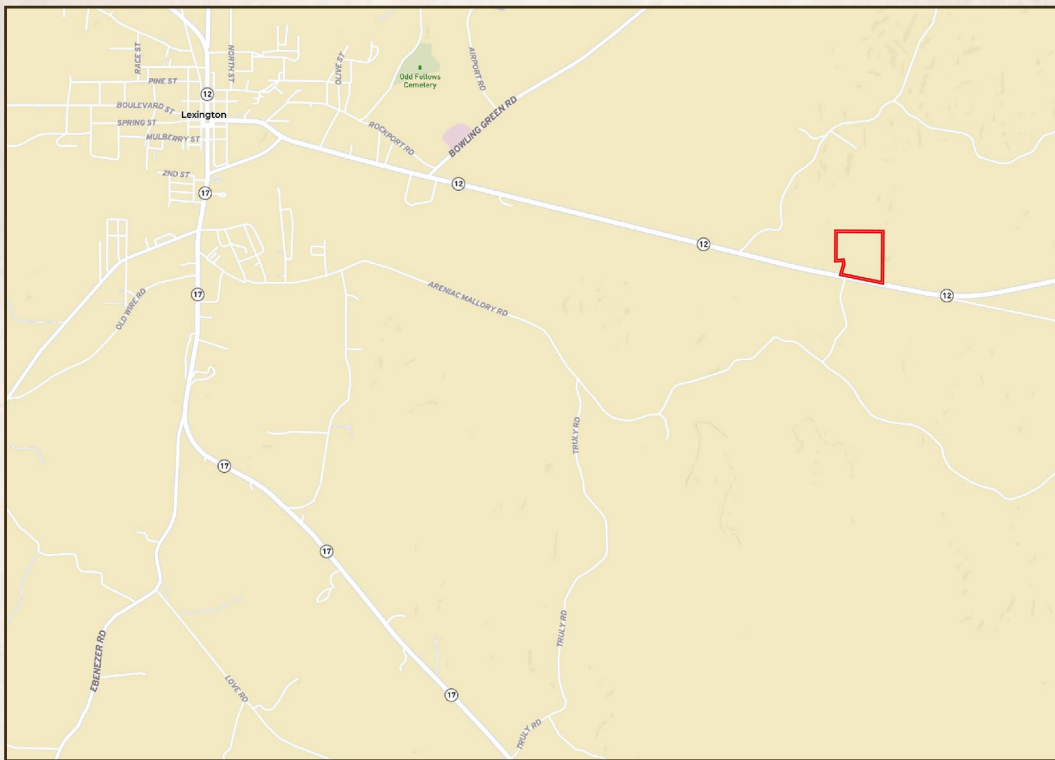 RACE ST
NORTH ST
OLIVE ST
AIRPORT RD
Odd Fellows
Cemetery
PINE ST
12
BOULEVARD ST
Lexington
SPRING ST
MULBERRY ST
ROCKPORT RD
BOWLING GREEN RD
2ND ST
12
17
12
17
ARENIAC MALLORY RD
12
OLD WIRE RD
TRULY RD
17
17
TRULY RD
EBENEZER RD
LOVE RD
17
TRULY RD